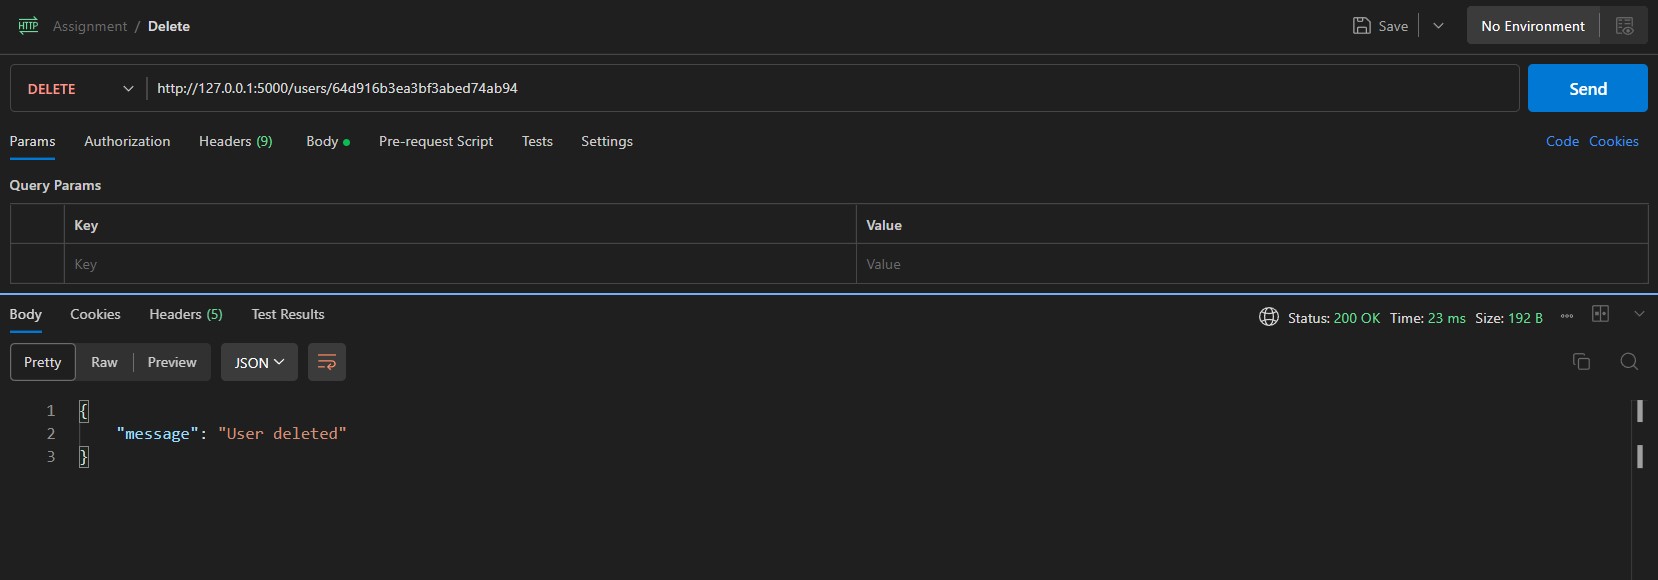 HTTP Assignment / Delete Save No Environment
DELETE http://127.0.0.1:5000/users/64d916b3ea3bf3abed74ab94 Send
Params Authorization Headers (9) Body Pre-request Script Tests Settings Code Cookies
Query Params
Key Value
Key Value
Body Cookies Headers (5) Test Results Status: 200 OK Time: 23 ms Size: 192 B
Pretty Raw Preview JSON
1 {
2 "message": "User deleted"
3 }